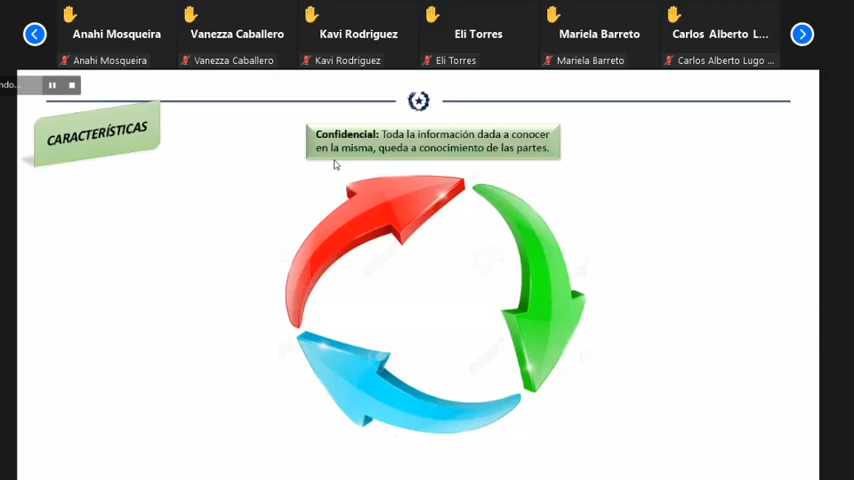 Anahi Mosqueira
Vanezza Caballero
Kavi Rodriguez
Eli Torres
Mariela Barreto
Carlos Alberto L...
Anahi Mosqueira
Vanezza Caballero
Kavi Rodriguez
Eli Torres
Mariela Barreto
Carlos Alberto Lugo ...
ndo...
CARACTERÍSTICAS
Confidencial: Toda la información dada a conocer
en la misma, queda a conocimiento de las partes.